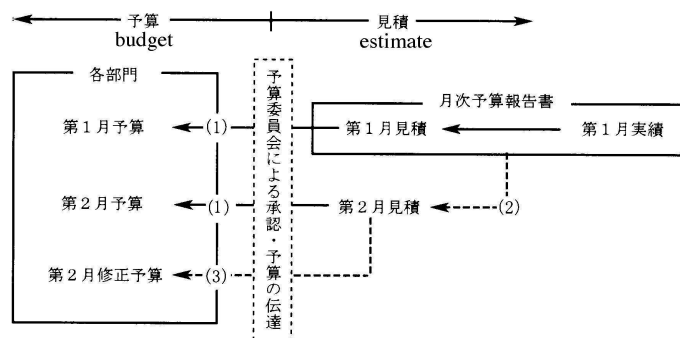 予算
budget
見積
estimate
各部門
予算委員会による承認・予算の伝達
月次予算報告書
第1月予算
(1)
第1月見積
第1月実績
第2月予算
(1)
第2月見積
(2)
第2月修正予算
(3)